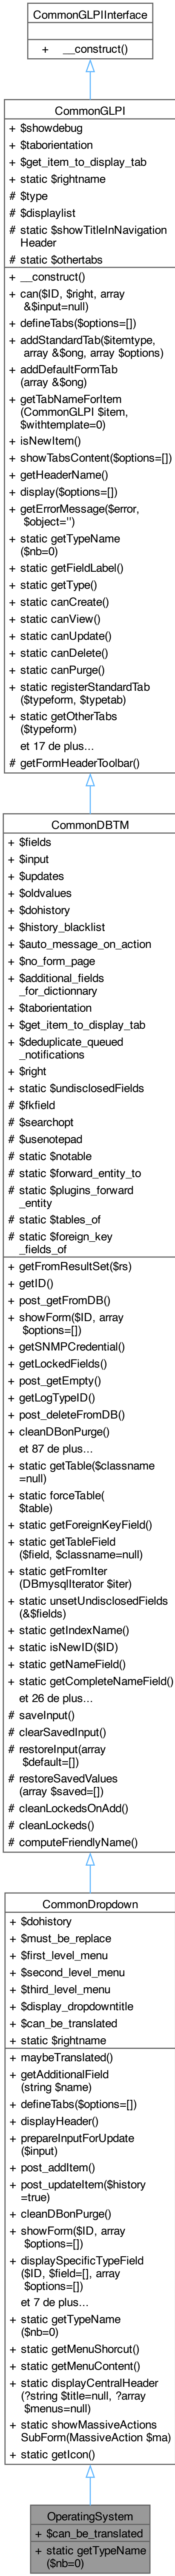 CommonGLPIInterface
+ __construct()
CommonGLPI
+ $showdebug
+ $taborientation
+ $get_item_to_display_tab
+ static $rightname
# $type
# $displaylist
# static $showTitleInNavigation
Header
# static $othertabs
+ __construct()
+ can($ID, $right, array
&$input=null)
+ defineTabs($options=[])
+ addStandardTab($itemtype,
array &$ong, array $options)
+ addDefaultFormTab
(array &$ong)
+ getTabNameForItem
(CommonGLPI $item,
$withtemplate=0)
+ isNewItem()
+ showTabsContent($options=[])
+ getHeaderName()
+ display($options=[])
+ getErrorMessage($error,
$object='')
+ static getTypeName
($nb=0)
+ static getFieldLabel()
+ static getType()
+ static canCreate()
+ static canView()
+ static canUpdate()
+ static canDelete()
+ static canPurge()
+ static registerStandardTab
($typeform, $typetab)
+ static getOtherTabs
($typeform)
et 17 de plus...
# getFormHeaderToolbar()
CommonDBTM
+ $fields
+ $input
+ $updates
+ $oldvalues
+ $dohistory
+ $history_blacklist
+ $auto_message_on_action
+ $no_form_page
+ $additional_fields
_for_dictionnary
+ $taborientation
+ $get_item_to_display_tab
+ $deduplicate_queued
_notifications
+ $right
+ static $undisclosedFields
# $fkfield
# $searchopt
# $usenotepad
# static $notable
# static $forward_entity_to
# static $plugins_forward
_entity
# static $tables_of
# static $foreign_key
_fields_of
+ getFromResultSet($rs)
+ getID()
+ post_getFromDB()
+ showForm($ID, array
$options=[])
+ getSNMPCredential()
+ getLockedFields()
+ post_getEmpty()
+ getLogTypeID()
+ post_deleteFromDB()
+ cleanDBonPurge()
et 87 de plus...
+ static getTable($classname
=null)
+ static forceTable(
$table)
+ static getForeignKeyField()
+ static getTableField
($field, $classname=null)
+ static getFromIter
(DBmysqlIterator $iter)
+ static unsetUndisclosedFields
(&$fields)
+ static getIndexName()
+ static isNewID($ID)
+ static getNameField()
+ static getCompleteNameField()
et 26 de plus...
# saveInput()
# clearSavedInput()
# restoreInput(array
$default=[])
# restoreSavedValues
(array $saved=[])
# cleanLockedsOnAdd()
# cleanLockeds()
# computeFriendlyName()
CommonDropdown
+ $dohistory
+ $must_be_replace
+ $first_level_menu
+ $second_level_menu
+ $third_level_menu
+ $display_dropdowntitle
+ $can_be_translated
+ static $rightname
+ maybeTranslated()
+ getAdditionalField
(string $name)
+ defineTabs($options=[])
+ displayHeader()
+ prepareInputForUpdate
($input)
+ post_addItem()
+ post_updateItem($history
=true)
+ cleanDBonPurge()
+ showForm($ID, array
$options=[])
+ displaySpecificTypeField
($ID, $field=[], array
$options=[])
et 7 de plus...
+ static getTypeName
($nb=0)
+ static getMenuShorcut()
+ static getMenuContent()
+ static displayCentralHeader
(?string $title=null, ?array
$menus=null)
+ static showMassiveActions
SubForm(MassiveAction $ma)
+ static getIcon()
OperatingSystem
+ $can_be_translated
+ static getTypeName
($nb=0)